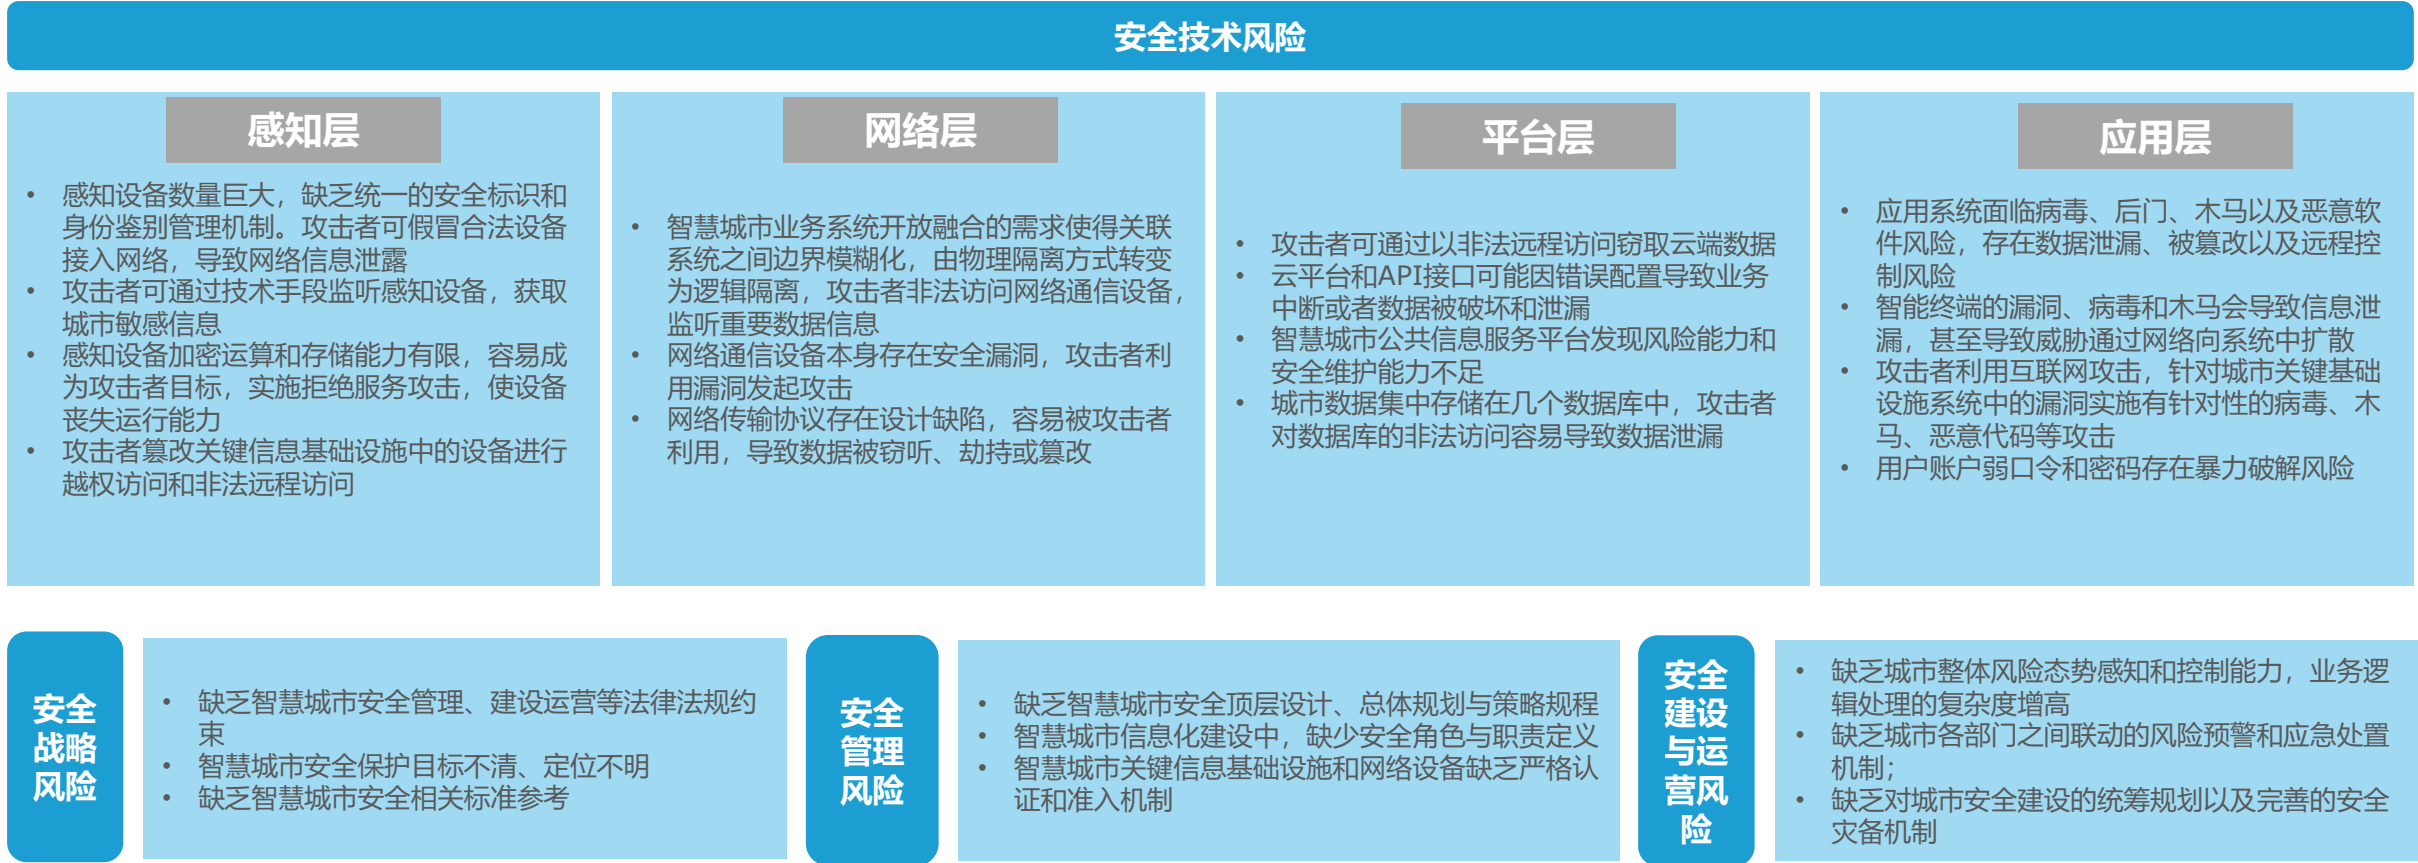 安全技术风险
感知层
• 感知设备数量巨大，缺乏统一的安全标识和
身份鉴别管理机制。攻击者可假冒合法设备
接入网络，导致网络信息泄露
• 攻击者可通过技术手段监听感知设备，获取
城市敏感信息
• 感知设备加密运算和存储能力有限，容易成
为攻击者目标，实施拒绝服务攻击，使设备
丧失运行能力
• 攻击者篡改关键信息基础设施中的设备进行
越权访问和非法远程访问
网络层
• 智慧城市业务系统开放融合的需求使得关联
系统之间边界模糊化，由物理隔离方式转变
为逻辑隔离，攻击者非法访问网络通信设备，
监听重要数据信息
• 网络通信设备本身存在安全漏洞，攻击者利
用漏洞发起攻击
• 网络传输协议存在设计缺陷，容易被攻击者
利用，导致数据被窃听、劫持或篡改
平台层
• 攻击者可通过以非法远程访问窃取云端数据
• 云平台和API接口可能因错误配置导致业务
中断或者数据被破坏和泄漏
• 智慧城市公共信息服务平台发现风险能力和
安全维护能力不足
• 城市数据集中存储在几个数据库中，攻击者
对数据库的非法访问容易导致数据泄漏
应用层
• 应用系统面临病毒、后门、木马以及恶意软
件风险，存在数据泄漏、被篡改以及远程控
制风险
• 智能终端的漏洞、病毒和木马会导致信息泄
漏，甚至导致威胁通过网络向系统中扩散
• 攻击者利用互联网攻击，针对城市关键基础
设施系统中的漏洞实施有针对性的病毒、木
马、恶意代码等攻击
• 用户账户弱口令和密码存在暴力破解风险
安全
战略
风险
• 缺乏智慧城市安全管理、建设运营等法律法规约
束
• 智慧城市安全保护目标不清、定位不明
• 缺乏智慧城市安全相关标准参考
安全
管理
风险
• 缺乏智慧城市安全顶层设计、总体规划与策略规程
• 智慧城市信息化建设中，缺少安全角色与职责定义
• 智慧城市关键信息基础设施和网络设备缺乏严格认
证和准入机制
安全
建设
与运
营风
险
• 缺乏城市整体风险态势感知和控制能力，业务逻
辑处理的复杂度增高
• 缺乏城市各部门之间联动的风险预警和应急处置
机制；
• 缺乏对城市安全建设的统筹规划以及完善的安全
灾备机制